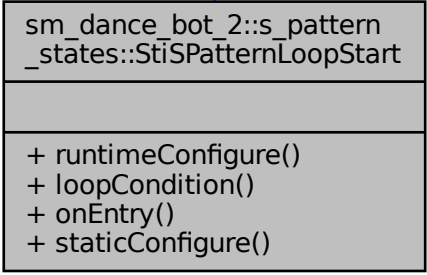 sm_dance_bot_2::s_pattern
_states::StiSPatternLoopStart
+ runtimeConfigure()
+ loopCondition()
+ onEntry()
+ staticConfigure()